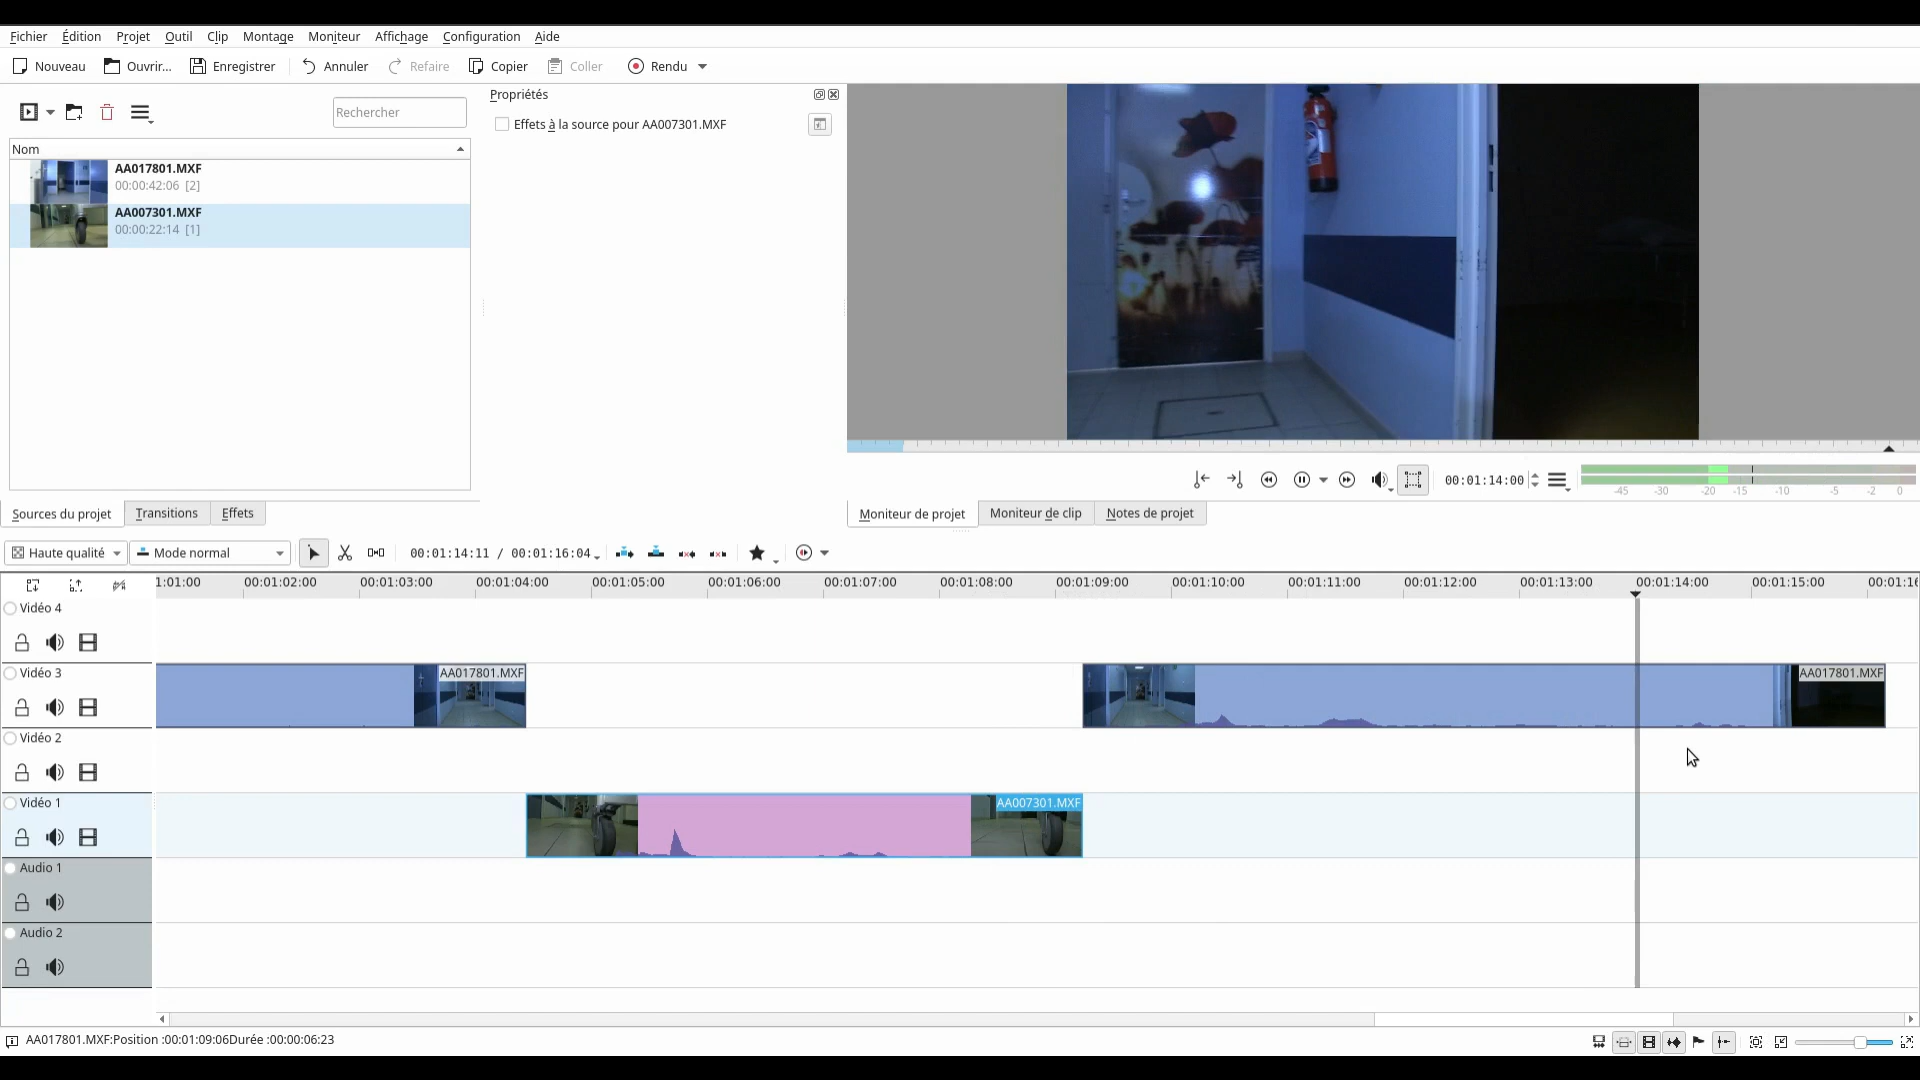 Fichier Édition Projet Outil Clip Montage Moniteur Affichage Configuration Aide
Nouveau Ouvrir... Enregistrer Annuler Refaire Copier Coller Rendu
Rechercher
Nom
AA017801.MXF
00:00:42:06 [2]
AA007301.MXF
00:00:22:14 [1]
Propriétés
Effets à la source pour AA007301.MXF
00:01:14:00
-45 -30 -20 -15 -10 -5 -2 0
Sources du projet Transitions Effets
Moniteur de projet Moniteur de clip Notes de projet
Haute qualité Mode normal 00:01:14:11 / 00:01:16:04
1:01:00 00:01:02:00 00:01:03:00 00:01:04:00 00:01:05:00 00:01:06:00 00:01:07:00 00:01:08:00 00:01:09:00 00:01:10:00 00:01:11:00 00:01:12:00 00:01:13:00 00:01:14:00 00:01:15:00 00:01:16
Vidéo 4
Vidéo 3
AA017801.MXF AA017801.MXF
Vidéo 2
Vidéo 1
AA007301.MXF
Audio 1
Audio 2
AA017801.MXF:Position :00:01:09:06Durée :00:00:06:23